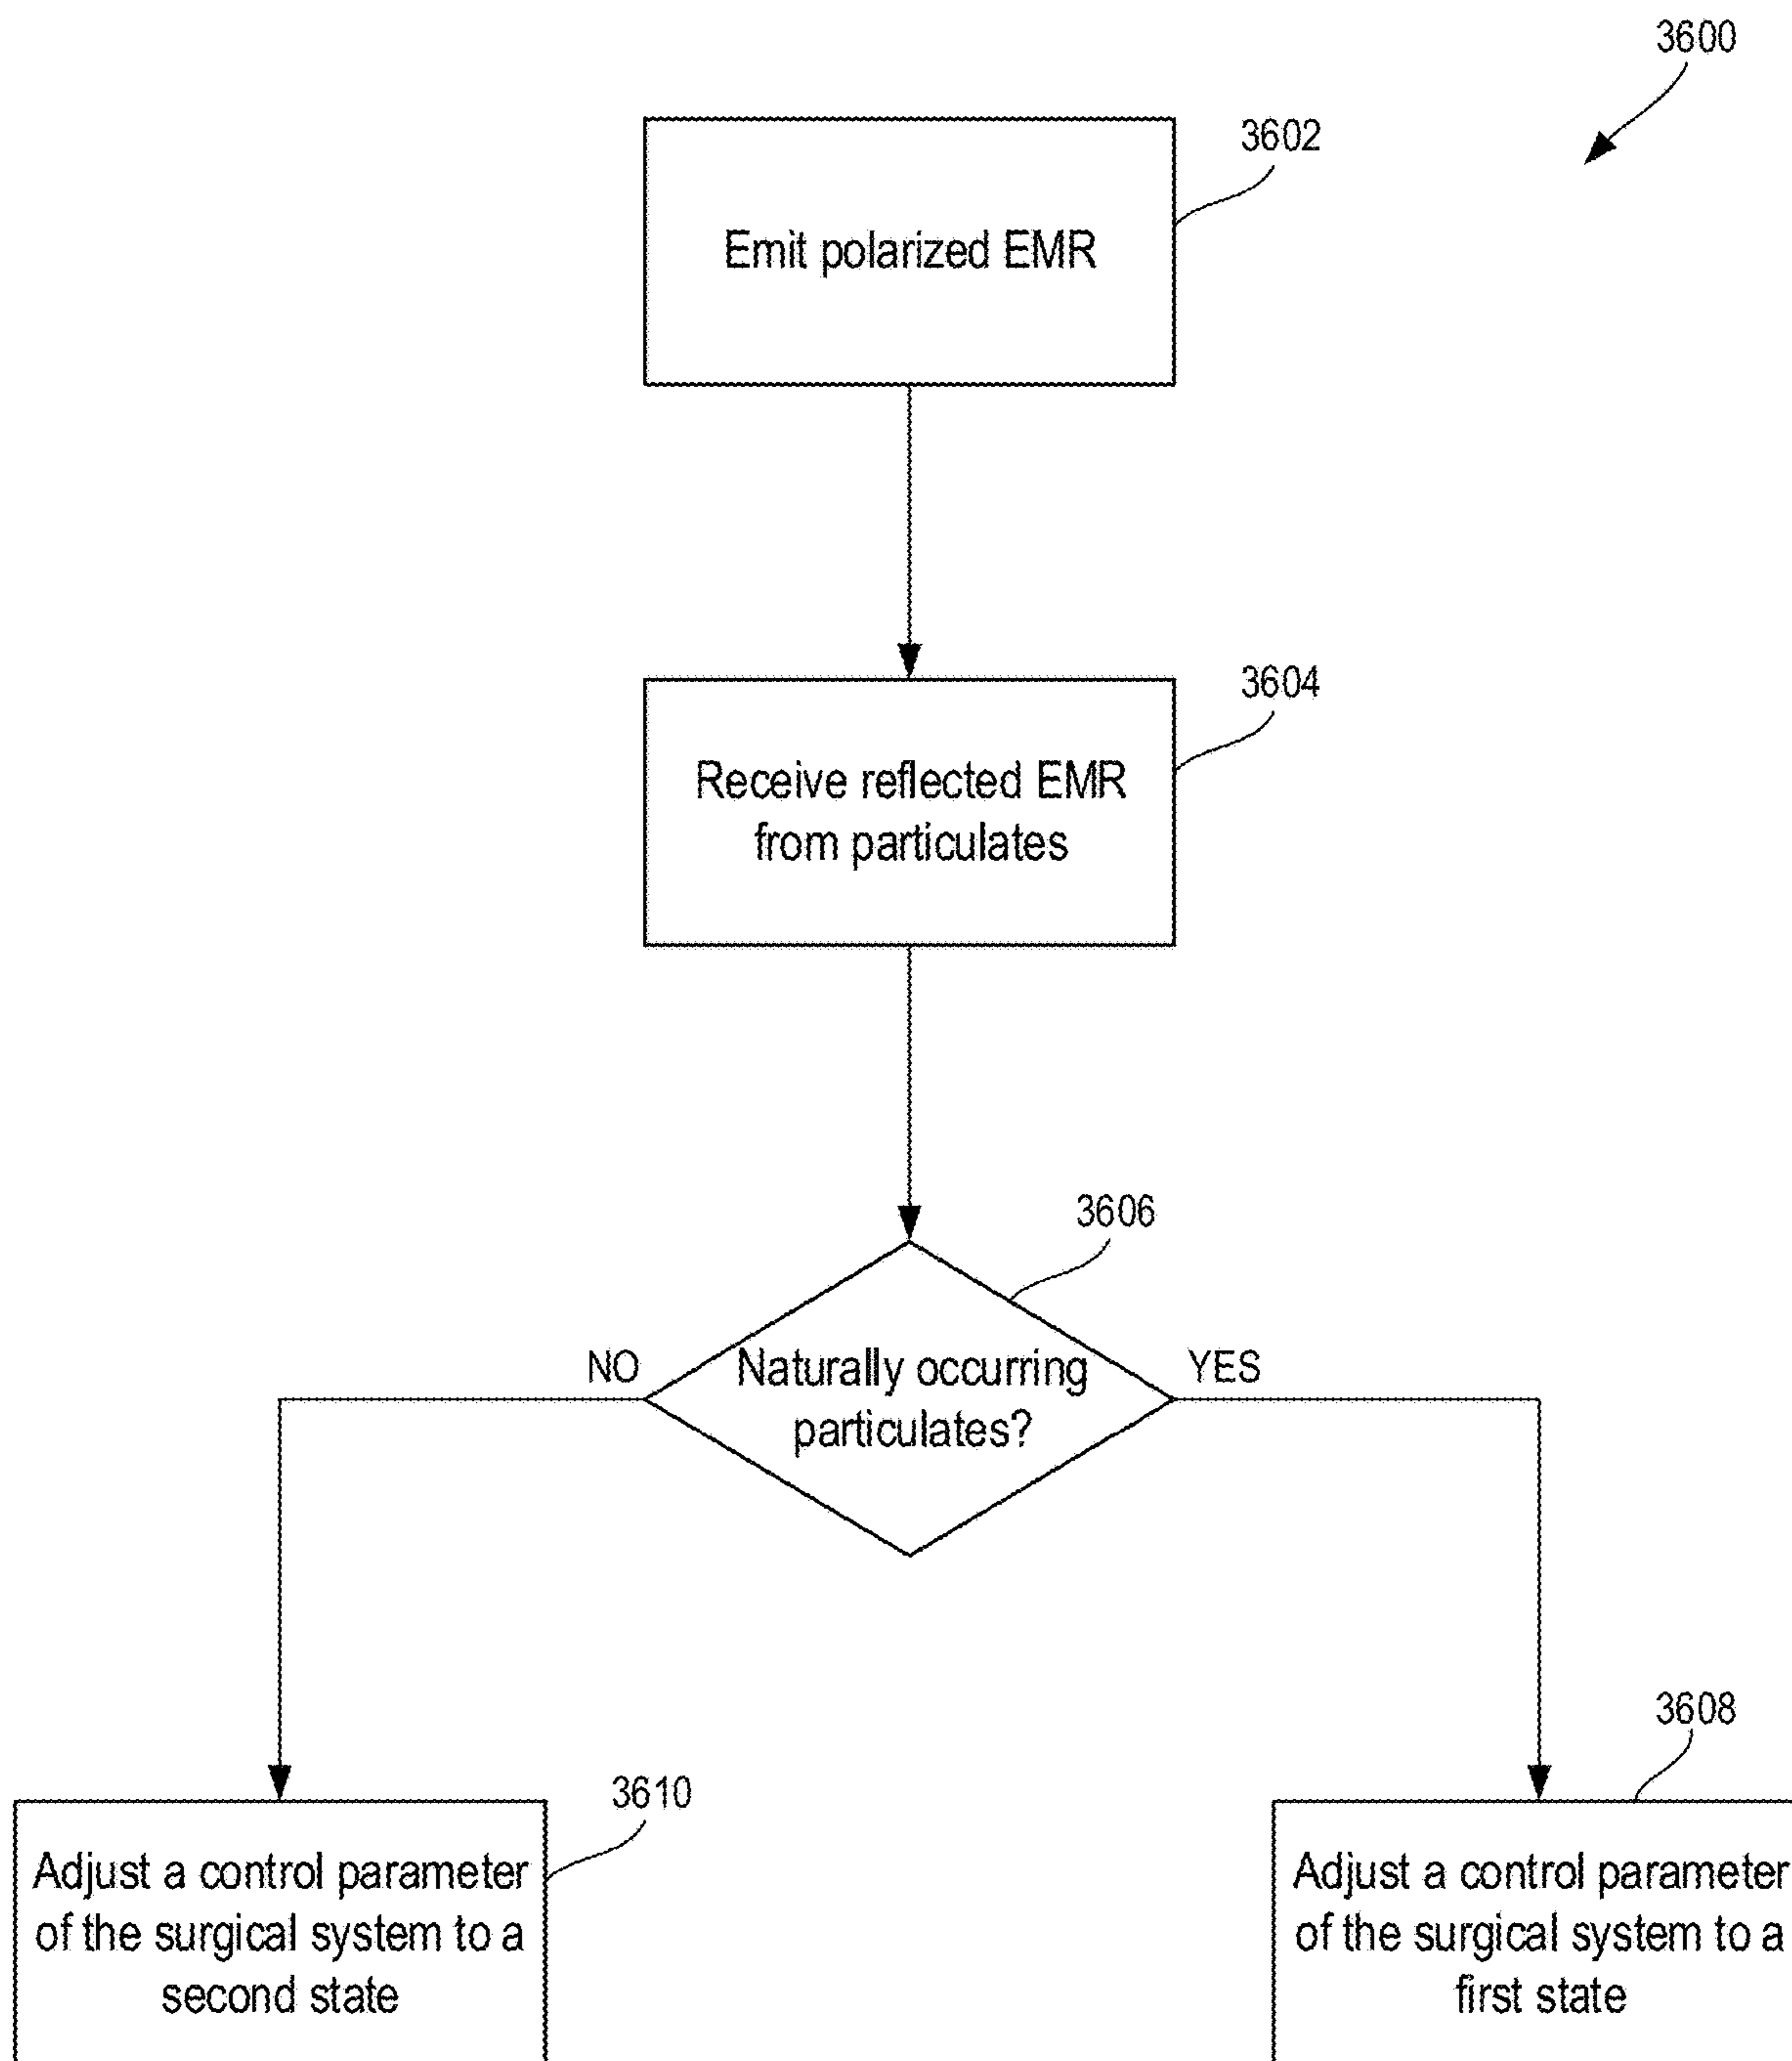 3600
3602
Emit polarized EMR
3604
Receive reflected EMR
from particulates
3606
NO
Naturally occurring
particulates?
YES
3610
Adjust a control parameter
of the surgical system to a
second state
3608
Adjust a control parameter
of the surgical system to a
first state